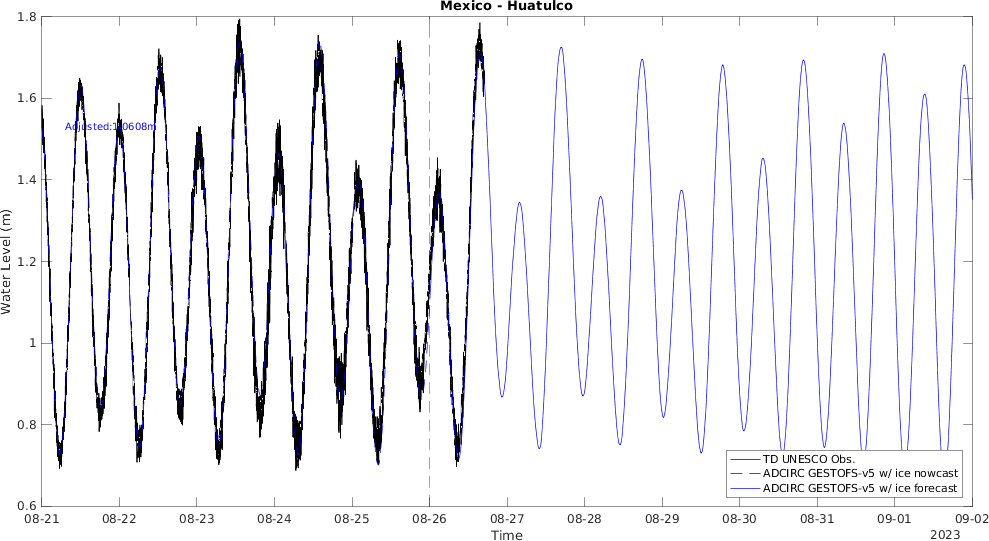 Mexico - Huatulco
1.8
1.6
1.4
1.2
1
0.8
0.6
Water Level (m)
Adjusted:1.0608m
TD UNESCO Obs.
ADCIRC GESTOFS-v5 w/ ice nowcast
ADCIRC GESTOFS-v5 w/ ice forecast
08-21 08-22 08-23 08-24 08-25 08-26 08-27 08-28 08-29 08-30 08-31 09-01 09-02
Time
2023